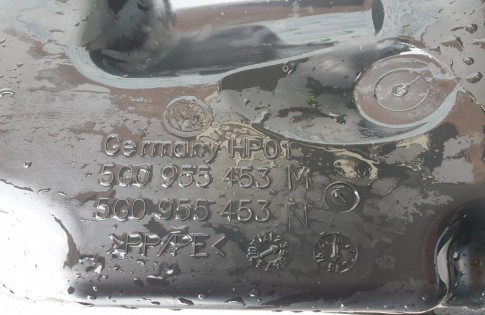 Germany HP01
5G0 955 453 M
5G0 955 453 N
>PP/PE<